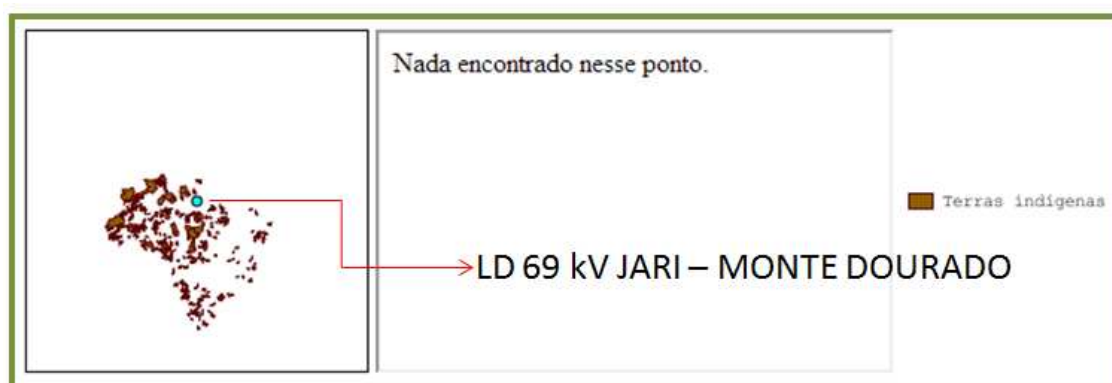 Nada encontrado nesse ponto.
Terras indígenas
LD 69 kV JARI – MONTE DOURADO